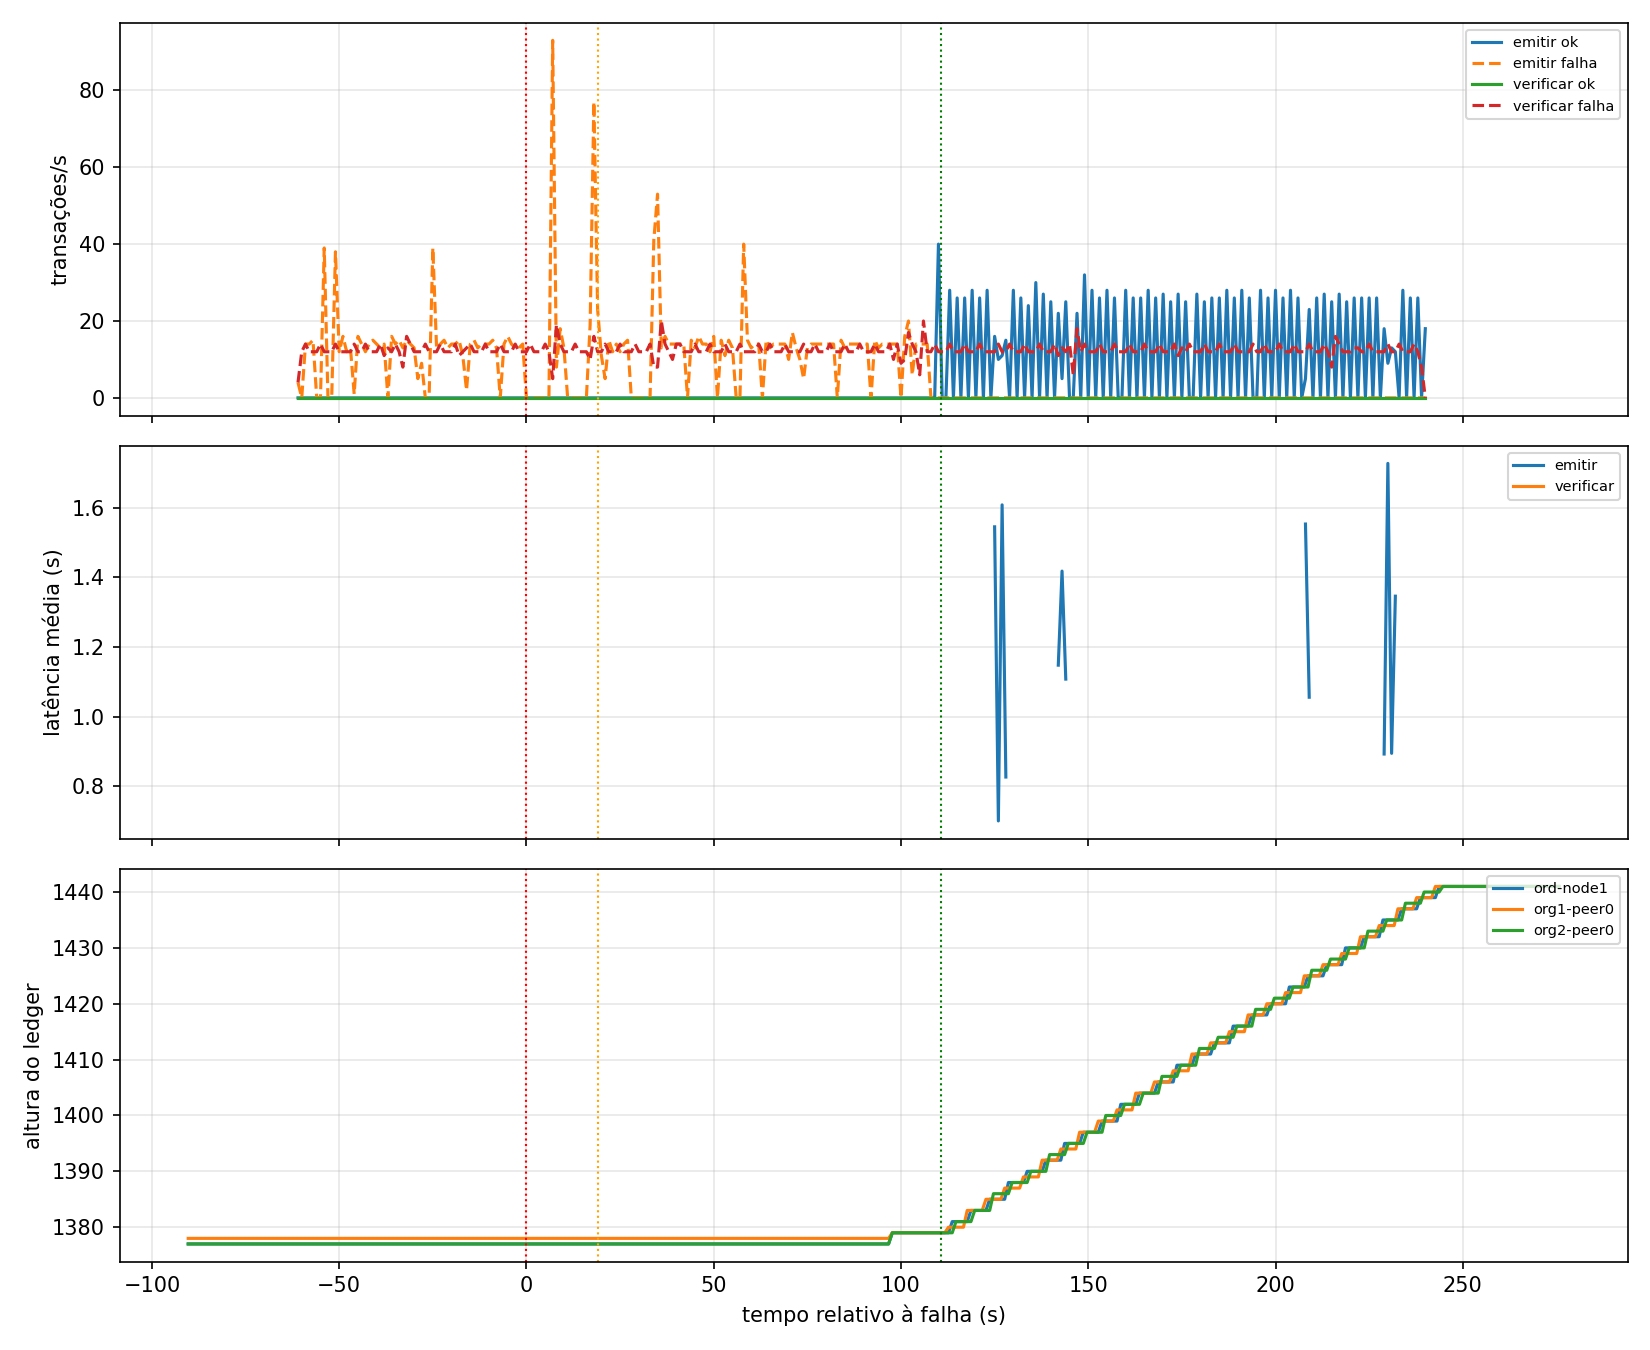 transações/s
80
60
40
20
0
emitir ok
emitir falha
verificar ok
verificar falha
latência média (s)
1.6
1.4
1.2
1.0
0.8
emitir
verificar
altura do ledger
1440
1430
1420
1410
1400
1390
1380
ord-node1
org1-peer0
org2-peer0
−100
−50
0
50
100
150
200
250
tempo relativo à falha (s)